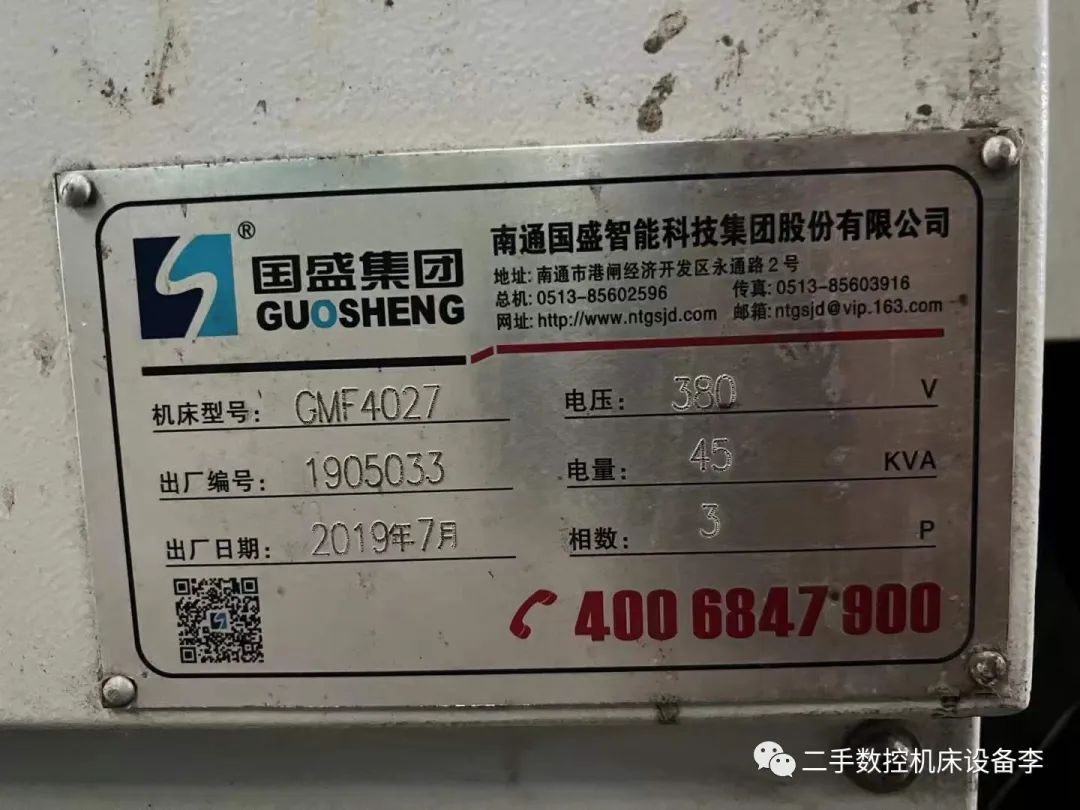 ®
国盛集团
GUOSHENG
南通国盛智能科技集团股份有限公司
地址: 南通市港闸经济开发区永通路2号
总机: 0513-85602596 传真: 0513-85603916
网址: http://www.ntgsjd.com 邮箱: ntgsjd@vip.163.com
机床型号: GMF4027 电压: 380 V
出厂编号: 1905033 电量: 45 KVA
出厂日期: 2019年7月 相数: 3 P
400 6847 900
二手数控机床设备李